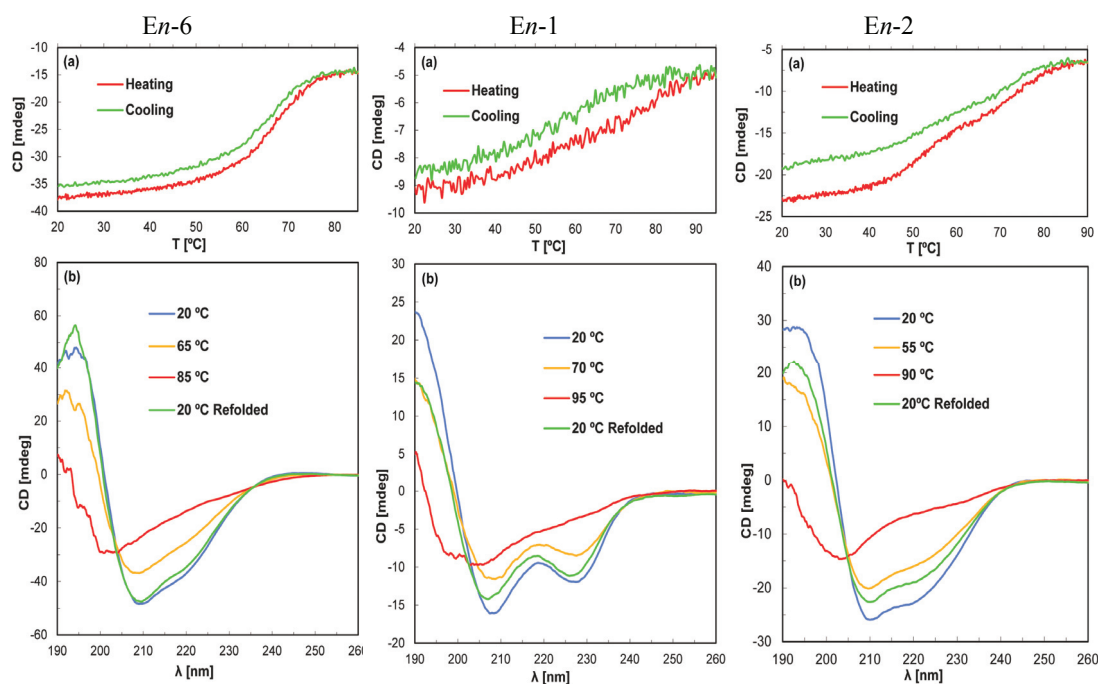 En-6
En-1
En-2
(a)
Heating
Cooling
CD [mdeg]
-10
-15
-20
-25
-30
-35
-40
20 30 40 50 60 70 80
T [ºC]
(a)
Heating
Cooling
CD [mdeg]
-4
-5
-6
-7
-8
-9
-10
20 30 40 50 60 70 80 90
T [ºC]
(a)
Heating
Cooling
CD [mdeg]
-5
-10
-15
-20
-25
20 30 40 50 60 70 80 90
T [ºC]
(b)
20 ºC
65 ºC
85 ºC
20 ºC Refolded
CD [mdeg]
80
60
40
20
0
-20
-40
-60
190 200 210 220 230 240 250 260
λ [nm]
(b)
20 ºC
70 ºC
95 ºC
20 ºC Refolded
CD [mdeg]
25
20
15
10
5
0
-5
-10
-15
-20
190 200 210 220 230 240 250 260
λ [nm]
(b)
20 ºC
55 ºC
90 ºC
20ºC Refolded
CD [mdeg]
40
30
20
10
0
-10
-20
-30
190 200 210 220 230 240 250 260
λ [nm]